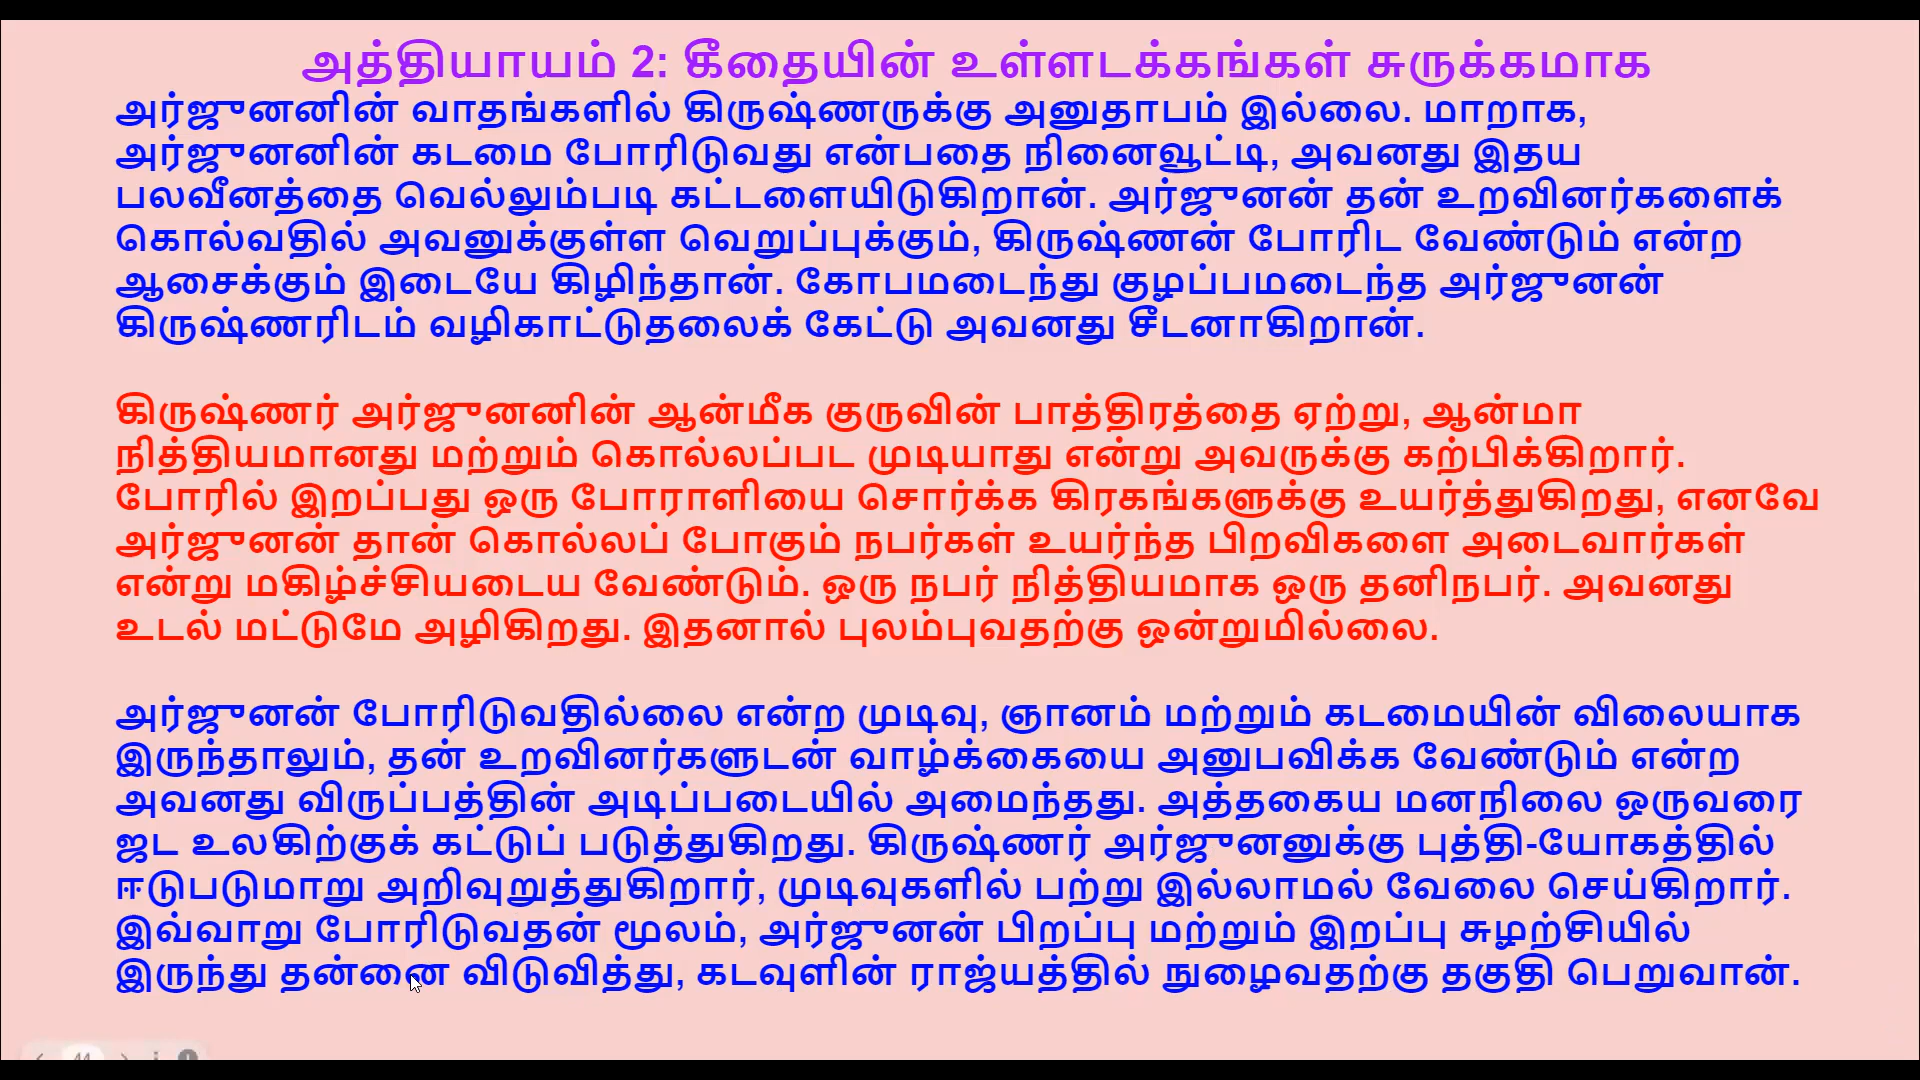 அத்தியாயம் 2: கீதையின் உள்ளடக்கங்கள் சுருக்கமாக
அர்ஜுனனின் வாதங்களில் கிருஷ்ணருக்கு அனுதாபம் இல்லை. மாறாக,
அர்ஜுனனின் கடமை போரிடுவது என்பதை நினைவூட்டி, அவனது இதய
பலவீனத்தை வெல்லும்படி கட்டளையிடுகிறான். அர்ஜுனன் தன் உறவினர்களைக்
கொல்வதில் அவனுக்குள்ள வெறுப்புக்கும், கிருஷ்ணன் போரிட வேண்டும் என்ற
ஆசைக்கும் இடையே கிழிந்தான். கோபமடைந்து குழப்பமடைந்த அர்ஜுனன்
கிருஷ்ணரிடம் வழிகாட்டுதலைக் கேட்டு அவனது சீடனாகிறான்.
கிருஷ்ணர் அர்ஜுனனின் ஆன்மீக குருவின் பாத்திரத்தை ஏற்று, ஆன்மா
நித்தியமானது மற்றும் கொல்லப்பட முடியாது என்று அவருக்கு கற்பிக்கிறார்.
போரில் இறப்பது ஒரு போராளியை சொர்க்க கிரகங்களுக்கு உயர்த்துகிறது, எனவே
அர்ஜுனன் தான் கொல்லப் போகும் நபர்கள் உயர்ந்த பிறவிகளை அடைவார்கள்
என்று மகிழ்ச்சியடைய வேண்டும். ஒரு நபர் நித்தியமாக ஒரு தனிநபர். அவனது
உடல் மட்டுமே அழிகிறது. இதனால் புலம்புவதற்கு ஒன்றுமில்லை.
அர்ஜுனன் போரிடுவதில்லை என்ற முடிவு, ஞானம் மற்றும் கடமையின் விலையாக
இருந்தாலும், தன் உறவினர்களுடன் வாழ்க்கையை அனுபவிக்க வேண்டும் என்ற
அவனது விருப்பத்தின் அடிப்படையில் அமைந்தது. அத்தகைய மனநிலை ஒருவரை
ஜட உலகிற்குக் கட்டுப் படுத்துகிறது. கிருஷ்ணர் அர்ஜுனனுக்கு புத்தி-யோகத்தில்
ஈடுபடுமாறு அறிவுறுத்துகிறார், முடிவுகளில் பற்று இல்லாமல் வேலை செய்கிறார்.
இவ்வாறு போரிடுவதன் மூலம், அர்ஜுனன் பிறப்பு மற்றும் இறப்பு சுழற்சியில்
இருந்து தன்னை விடுவித்து, கடவுளின் ராஜ்யத்தில் நுழைவதற்கு தகுதி பெறுவான்.